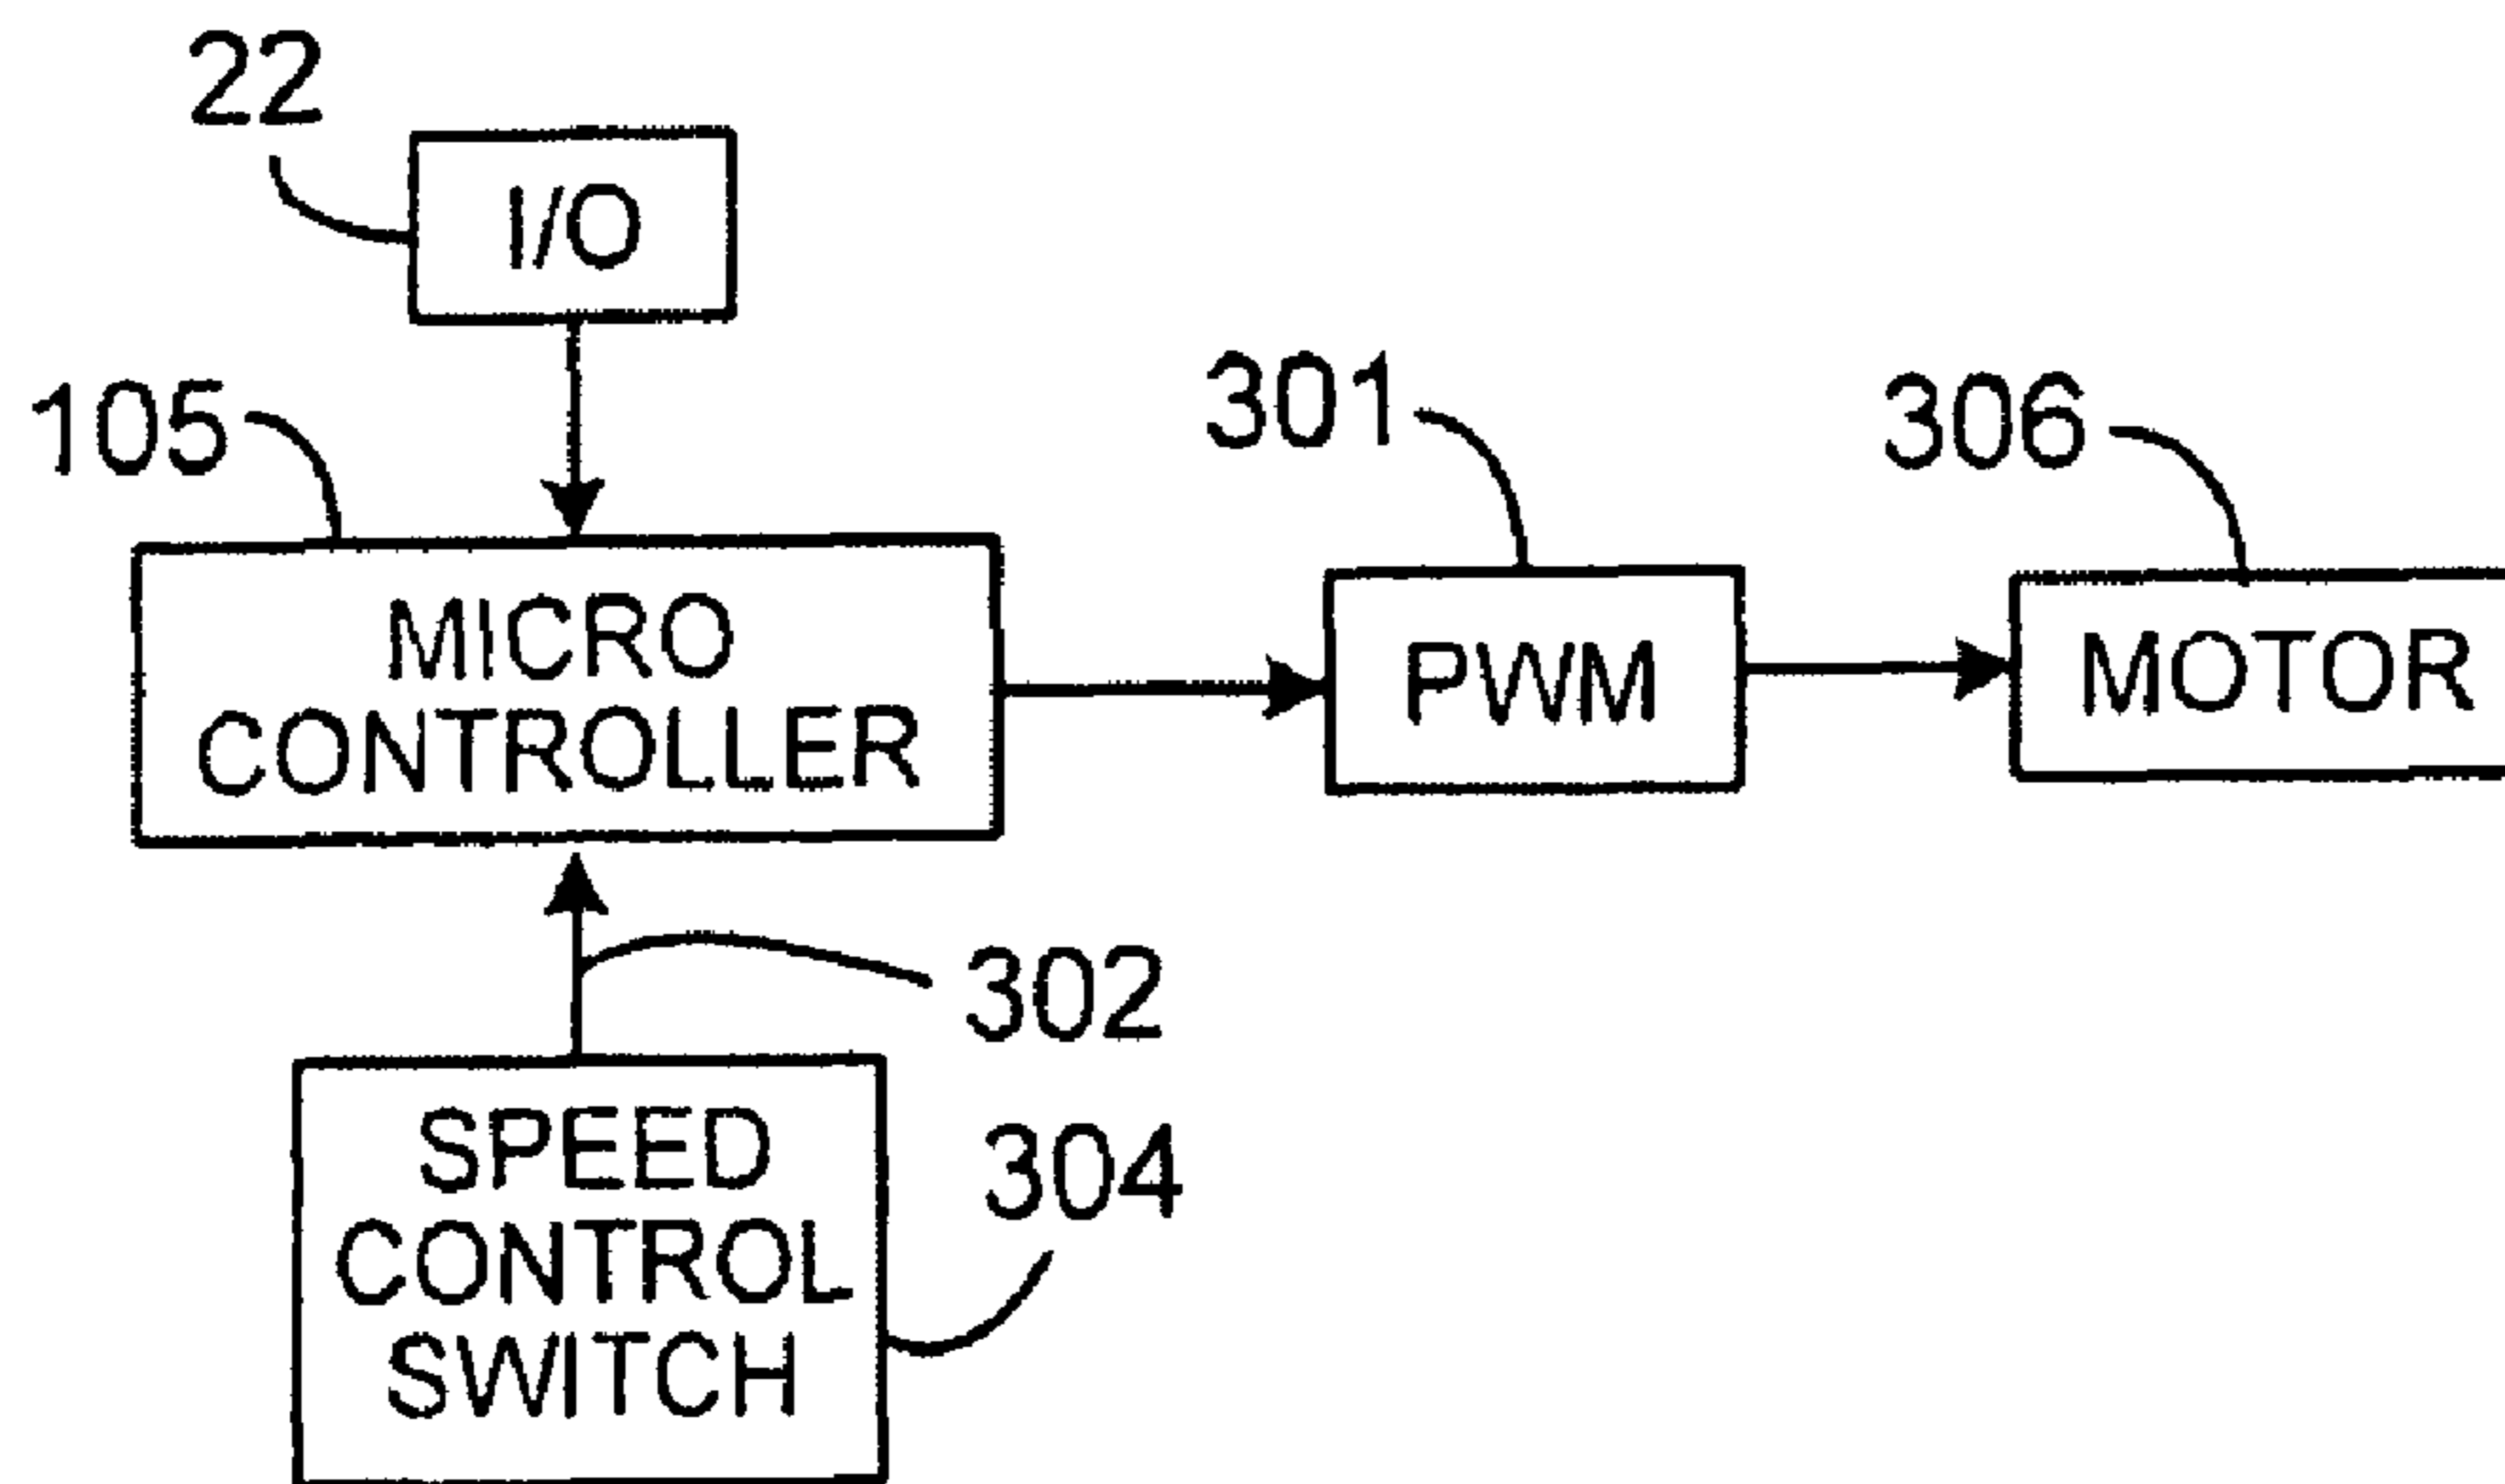 22
I/O
105
301
306
MICRO
CONTROLLER
PWM
MOTOR
302
SPEED
CONTROL
SWITCH
304